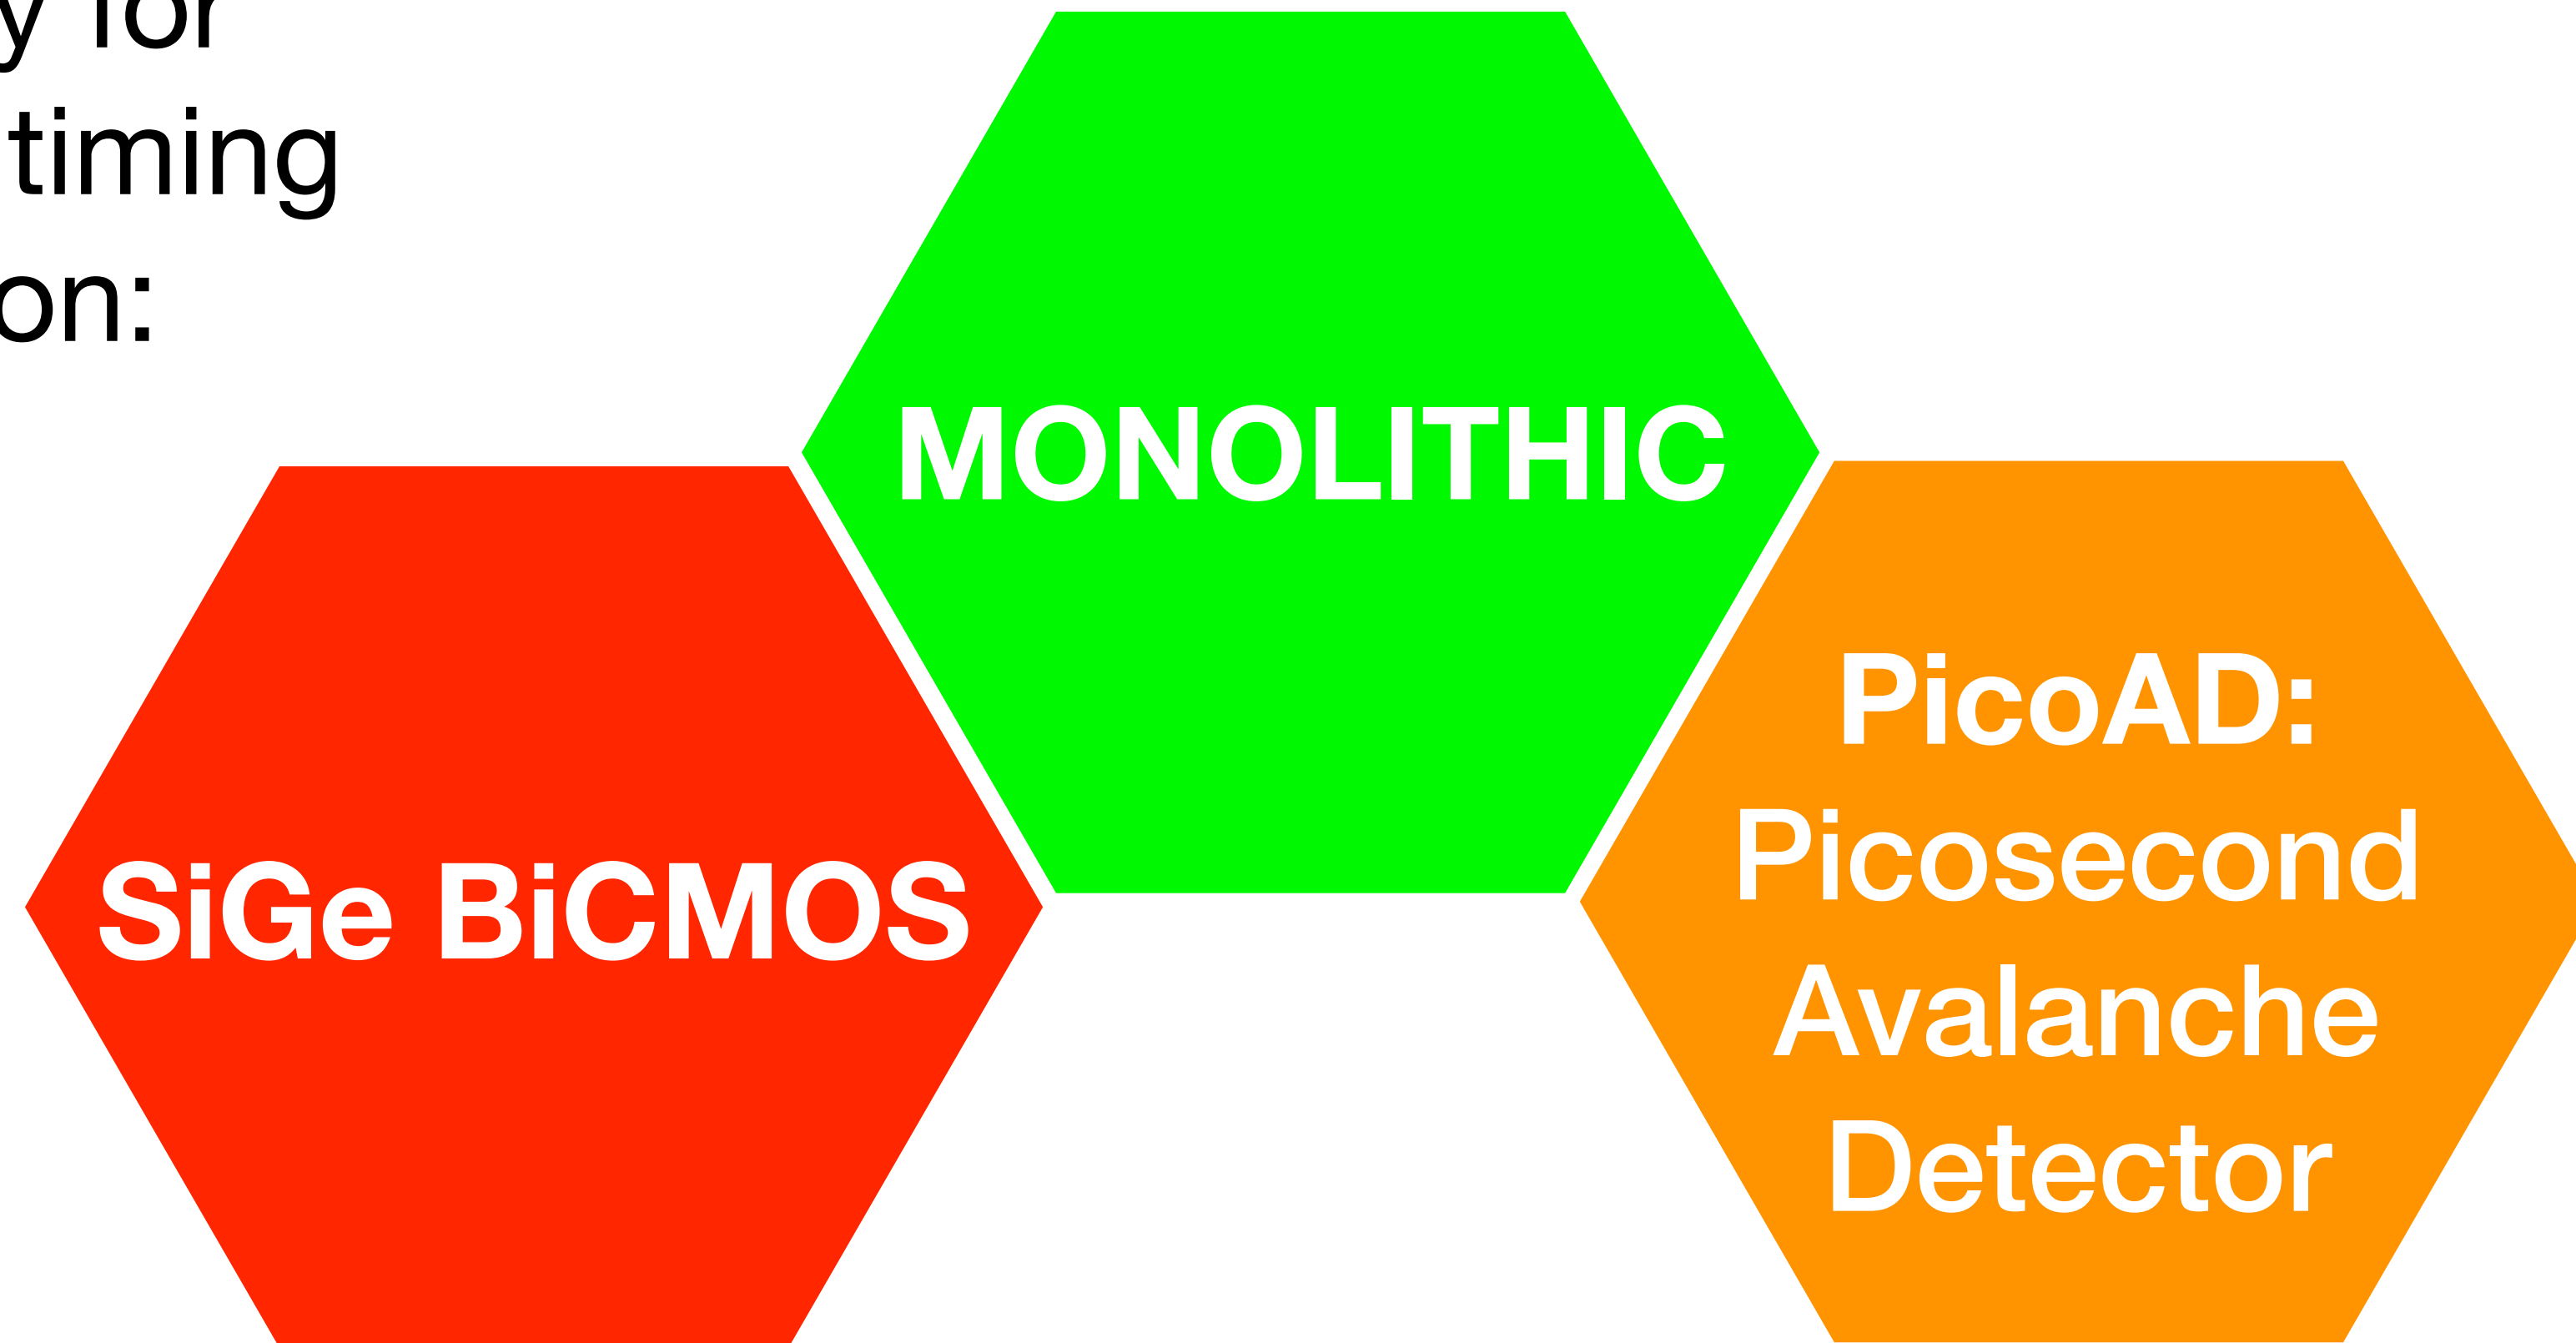 y for
timing
on:
MONOLITHIC
SiGe BiCMOS
PicoAD:
Picosecond
Avalanche
Detector